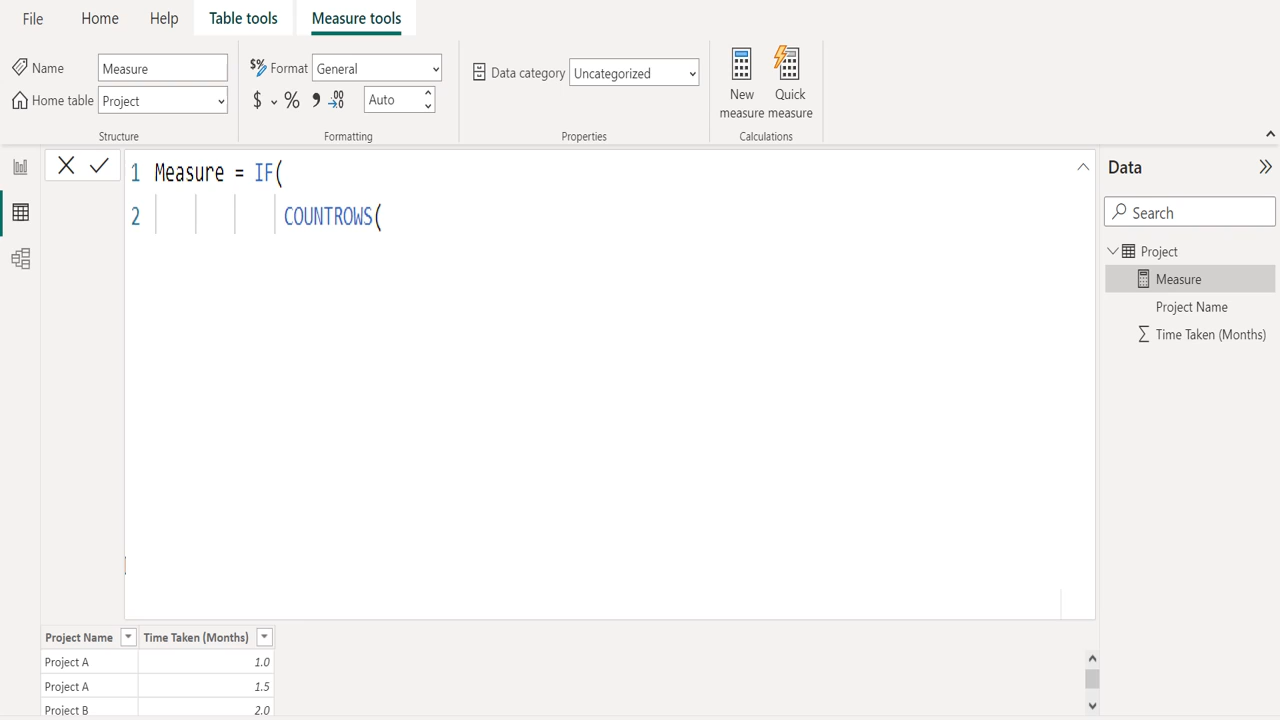 File Home Help Table tools Measure tools
Name Measure
Home table Project
Structure
$% Format General
$ % , .00 Auto
Formatting
Data category Uncategorized
Properties
New measure
Quick measure
Calculations
1 Measure = IF(
2 COUNTROWS(
Data
Search
Project
Measure
Project Name
Σ Time Taken (Months)
Project Name Time Taken (Months)
Project A 1.0
Project A 1.5
Project B 2.0